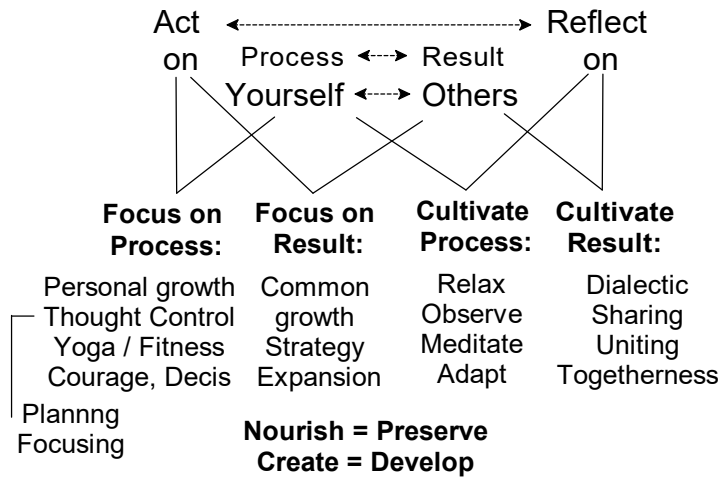 Act Reflect
on Process Result on
Yourself Others
Focus on Focus on Cultivate Cultivate
Process: Result: Process: Result:
Personal growth Common Relax Dialectic
Thought Control growth Observe Sharing
Yoga / Fitness Strategy Meditate Uniting
Courage, Decis Expansion Adapt Togetherness
Plannng
Focusing
Nourish = Preserve
Create = Develop